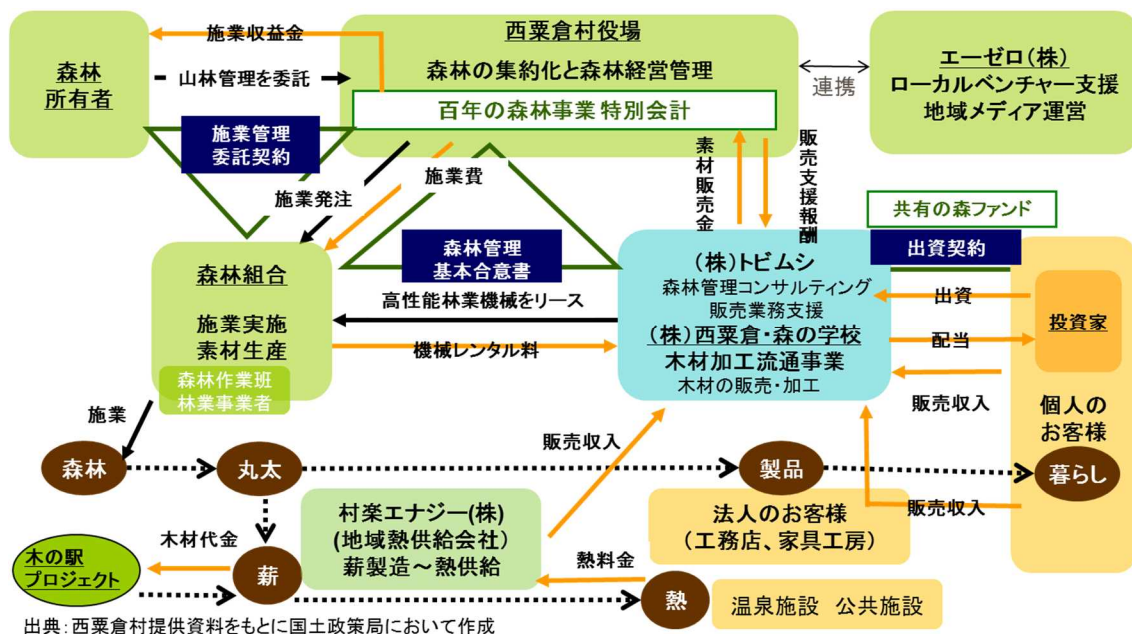 森林
所有者
施業収益金
山林管理を委託
西粟倉村役場
森林の集約化と森林経営管理
百年の森林事業 特別会計
連携
エーゼロ(株)
ローカルベンチャー支援
地域メディア運営
施業管理
委託契約
施業発注
施業費
素材販売金
販売支援報酬
共有の森ファンド
出資契約
森林管理
基本合意書
森林組合
施業実施
素材生産
森林作業班
林業事業者
高性能林業機械をリース
機械レンタル料
(株)トビムシ
森林管理コンサルティング
販売業務支援
(株)西粟倉・森の学校
木材加工流通事業
木材の販売・加工
出資
配当
投資家
販売収入
個人の
お客様
施業
販売収入
森林
丸太
製品
暮らし
村楽エナジー(株)
(地域熱供給会社)
薪製造~熱供給
法人のお客様
(工務店、家具工房)
販売収入
木材代金
木の駅
プロジェクト
薪
熱料金
熱
温泉施設 公共施設
出典:西粟倉村提供資料をもとに国土政策局において作成